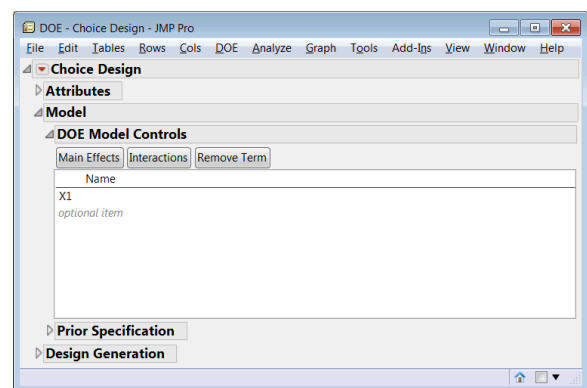 DOE - Choice Design - JMP Pro
File Edit Tables Rows Cols DOE Analyze Graph Tools Add-Ins View Window Help
Choice Design
Attributes
Model
DOE Model Controls
Main Effects Interactions Remove Term
Name
X1
optional item
Prior Specification
Design Generation